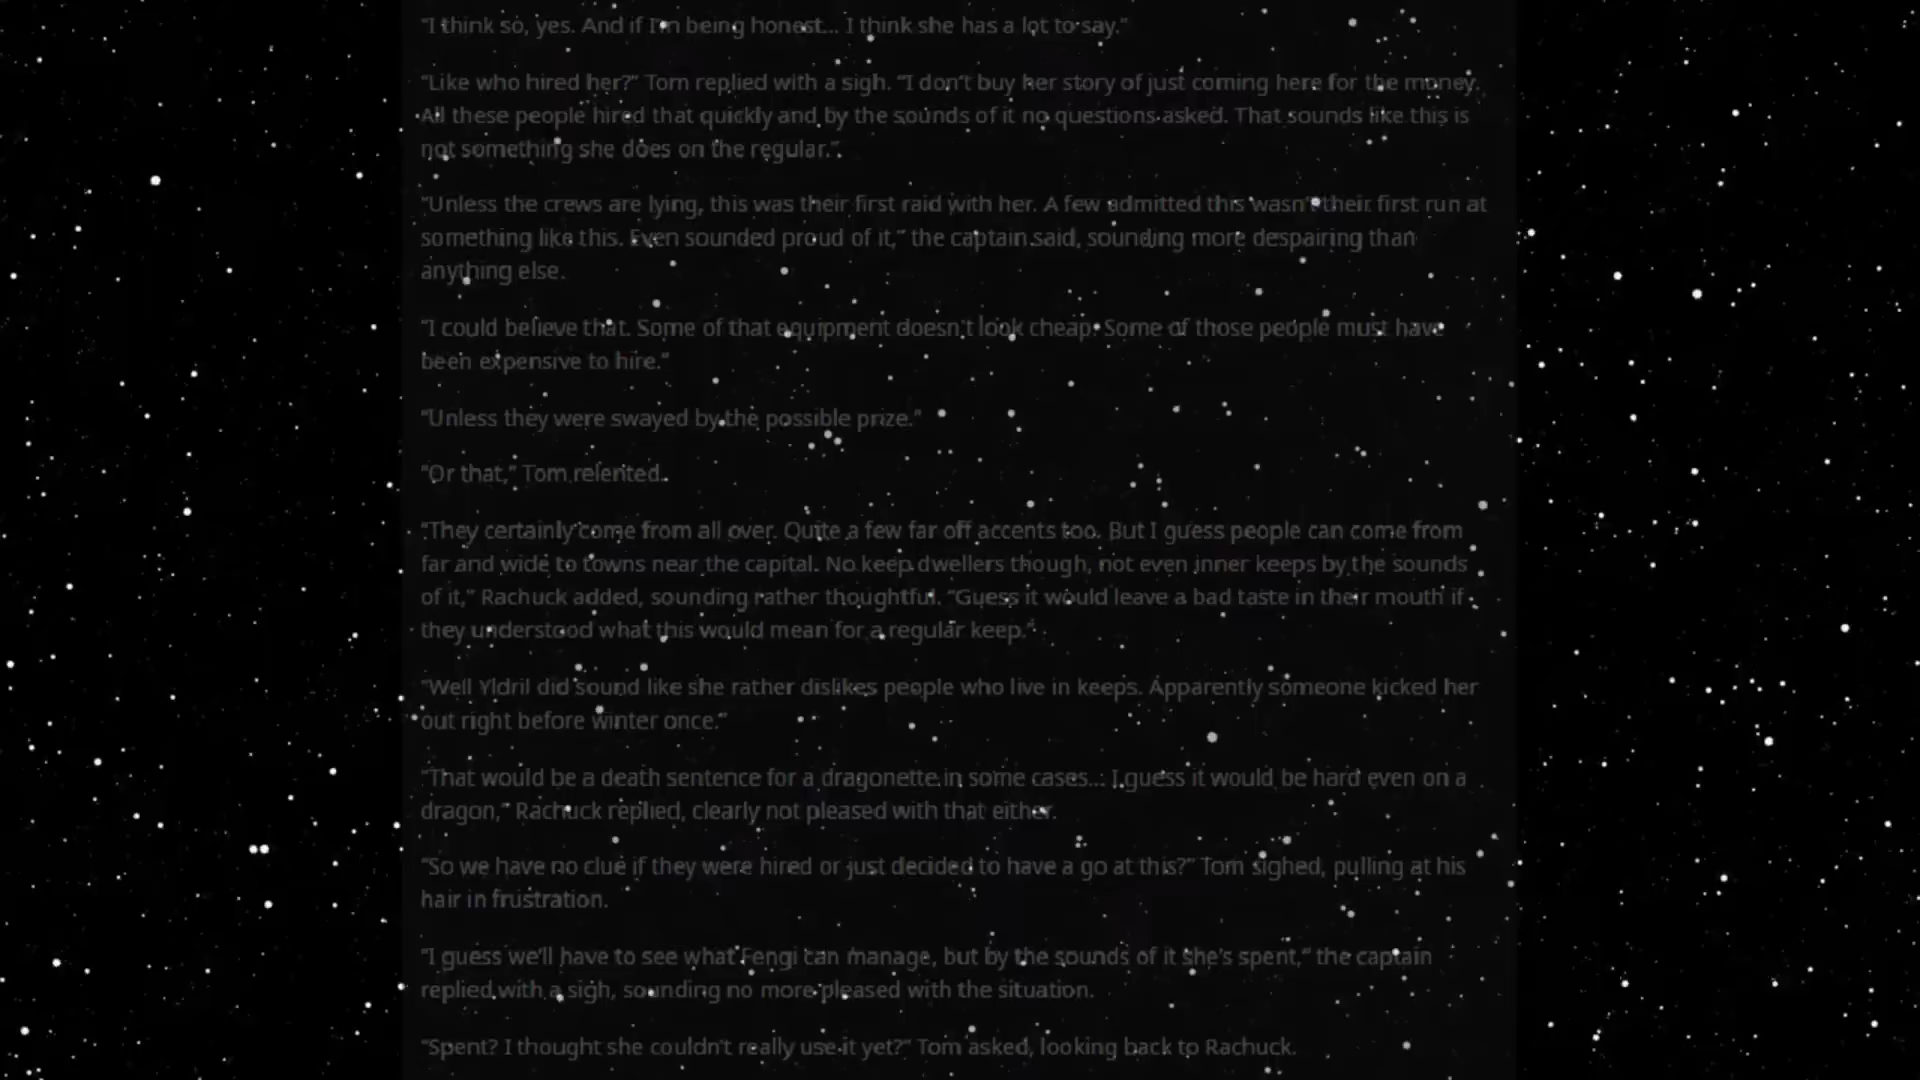 “I think so, yes. And if I’m being honest... I think she has a lot to say.”
“Like who hired her?” Tom replied with a sigh. “I don’t buy her story of just coming here for the money.
All these people hired that quickly and by the sounds of it no questions asked. That sounds like this is
not something she does on the regular.”
“Unless the crews are lying, this was their first raid with her. A few admitted this wasn’t their first run at
something like this. Even sounded proud of it,” the captain said, sounding more despairing than
anything else.
“I could believe that. Some of that equipment doesn’t look cheap. Some of those people must have
been expensive to hire.”
“Unless they were swayed by the possible prize.”
“Or that,” Tom relented.
“They certainly come from all over. Quite a few far off accents too. But I guess people can come from
far and wide to towns near the capital. No keep dwellers though, not even inner keeps by the sounds
of it,” Rachuck added, sounding rather thoughtful. “Guess it would leave a bad taste in their mouth if
they understood what this would mean for a regular keep.”
“Well Yldril did sound like she rather dislikes people who live in keeps. Apparently someone kicked her
out right before winter once.”
“That would be a death sentence for a dragonette in some cases... I guess it would be hard even on a
dragon,” Rachuck replied, clearly not pleased with that either.
“So we have no clue if they were hired or just decided to have a go at this?” Tom sighed, pulling at his
hair in frustration.
“I guess we’ll have to see what Fengi can manage, but by the sounds of it she’s spent,” the captain
replied with a sigh, sounding no more pleased with the situation.
“Spent? I thought she couldn’t really use it yet?” Tom asked, looking back to Rachuck.